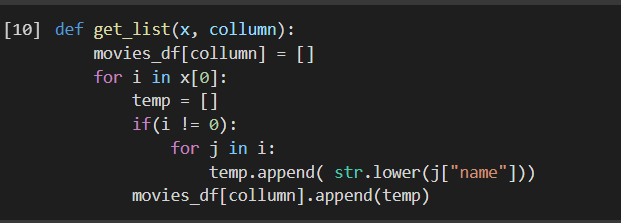 [10] def get_list(x, collumn):
movies_df[collumn] = []
for i in x[0]:
temp = []
if(i != 0):
for j in i:
temp.append( str.lower(j["name"]))
movies_df[collumn].append(temp)